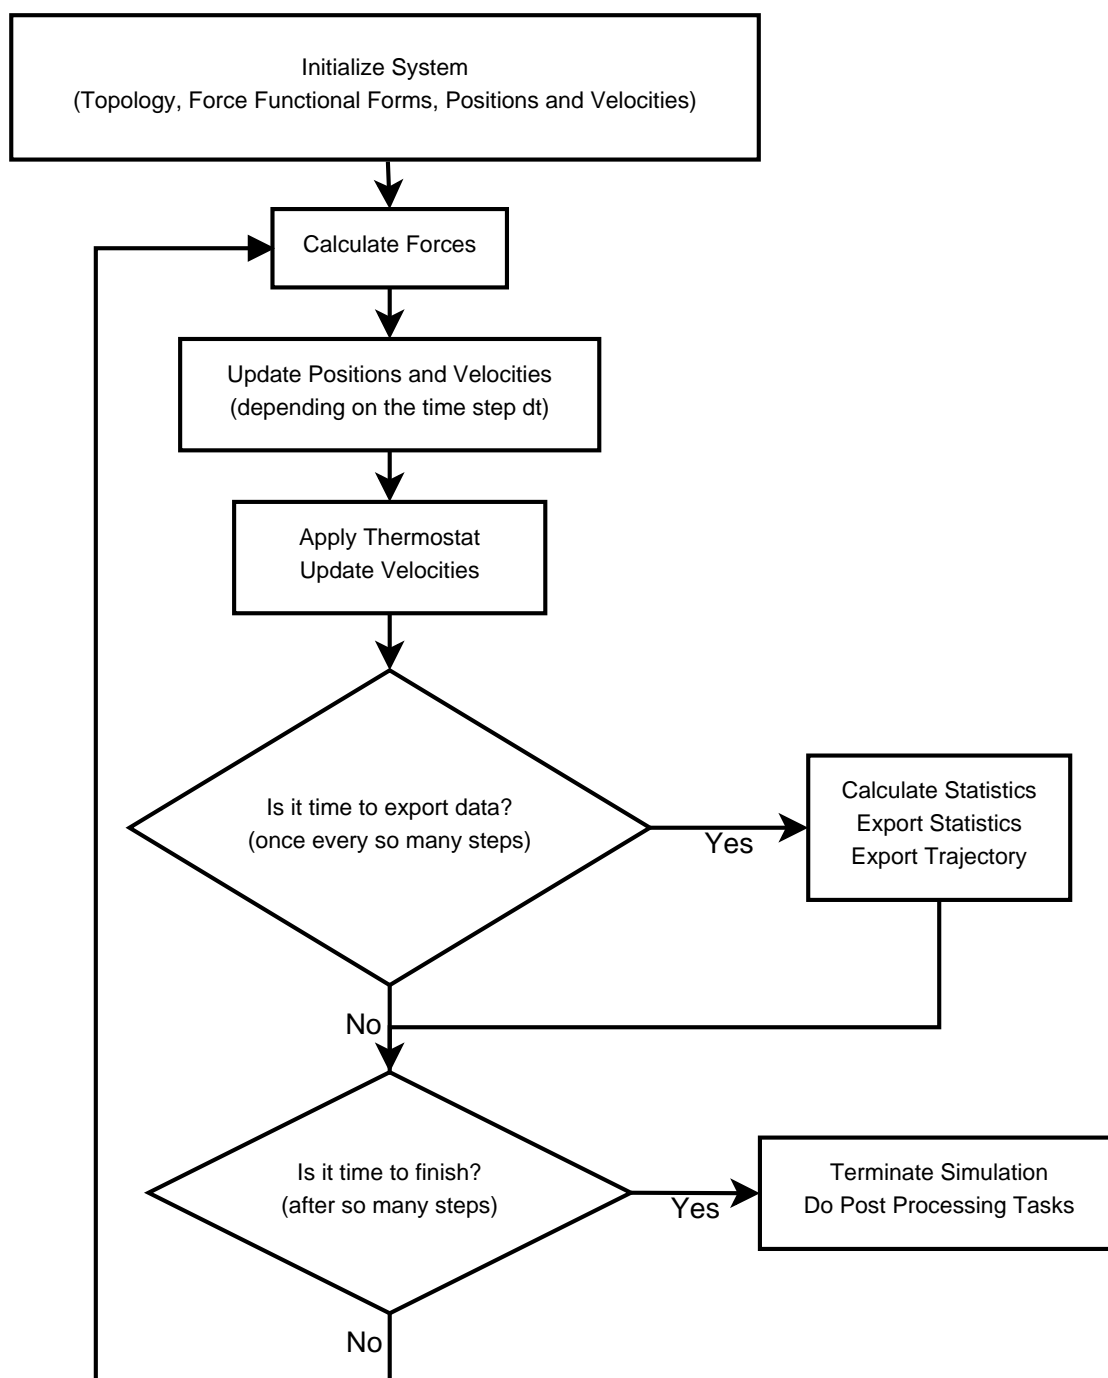 Initialize System
(Topology, Force Functional Forms, Positions and Velocities)
Calculate Forces
Update Positions and Velocities
(depending on the time step dt)
Apply Thermostat
Update Velocities
Is it time to export data?
(once every so many steps)
Yes
Calculate Statistics
Export Statistics
Export Trajectory
No
Is it time to finish?
(after so many steps)
Yes
Terminate Simulation
Do Post Processing Tasks
No